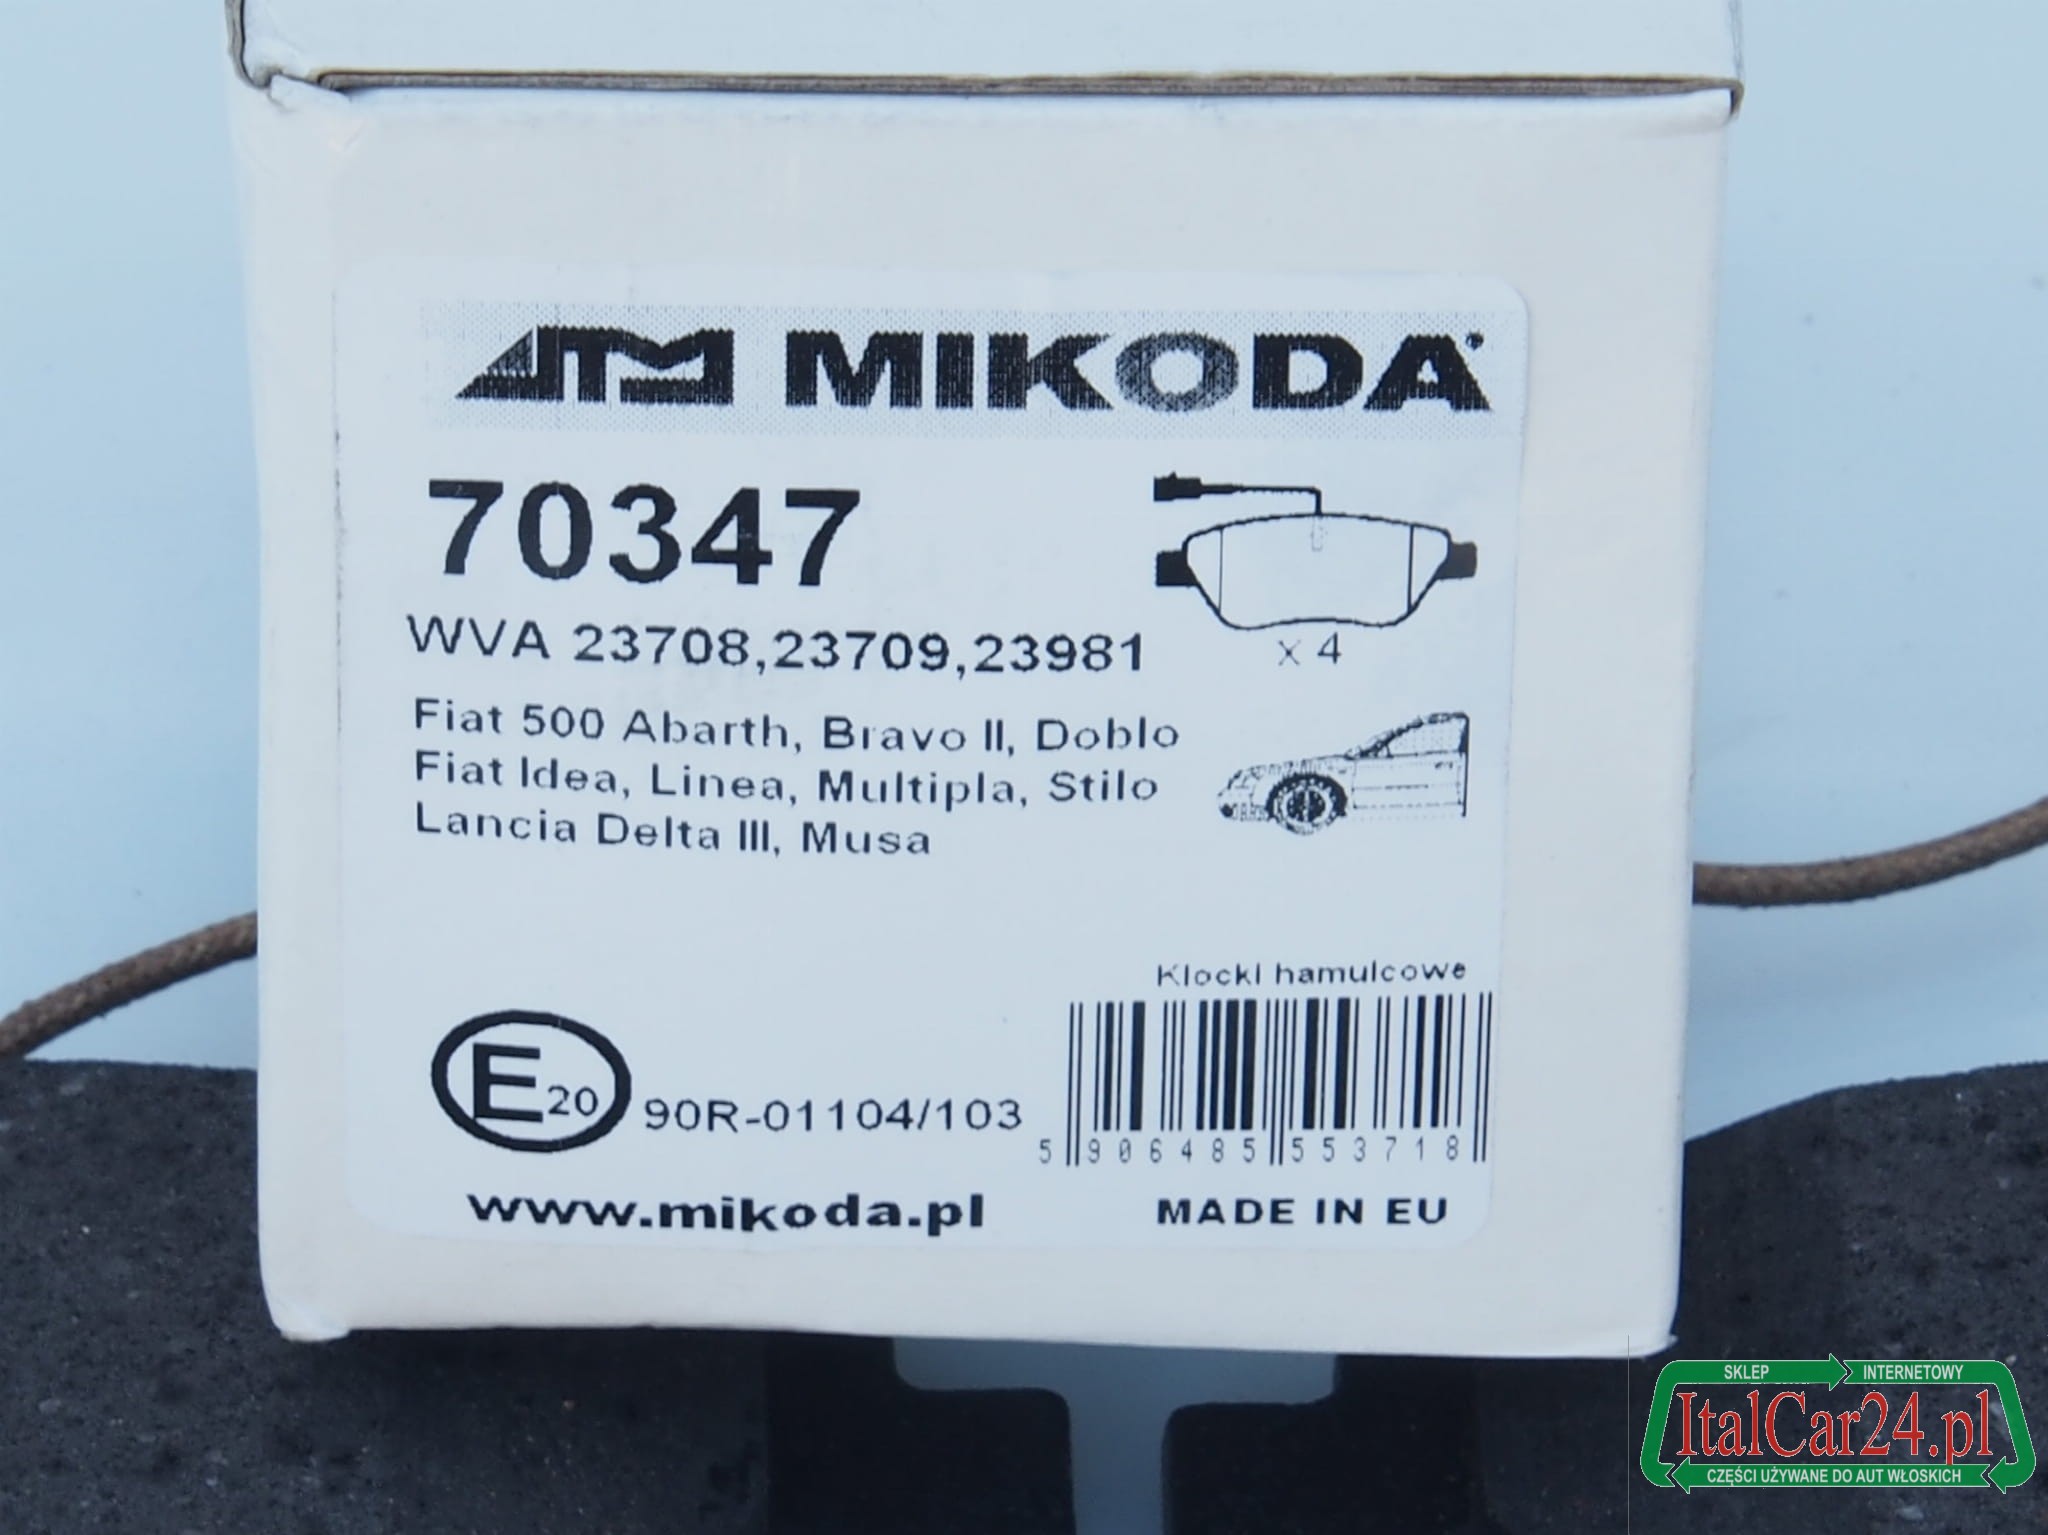 ATM MIKODA
70347
WVA 23708,23709,23981
x 4
Fiat 500 Abarth, Bravo II, Doblo
Fiat Idea, Linea, Multipla, Stilo
Lancia Delta III, Musa
Klocki hamulcowe
E20 90R-01104/103
5 906485 553718
www.mikoda.pl
MADE IN EU
SKLEP INTERNETOWY
ItalCar24.pl
CZĘŚCI UŻYWANE DO AUT WŁOSKICH